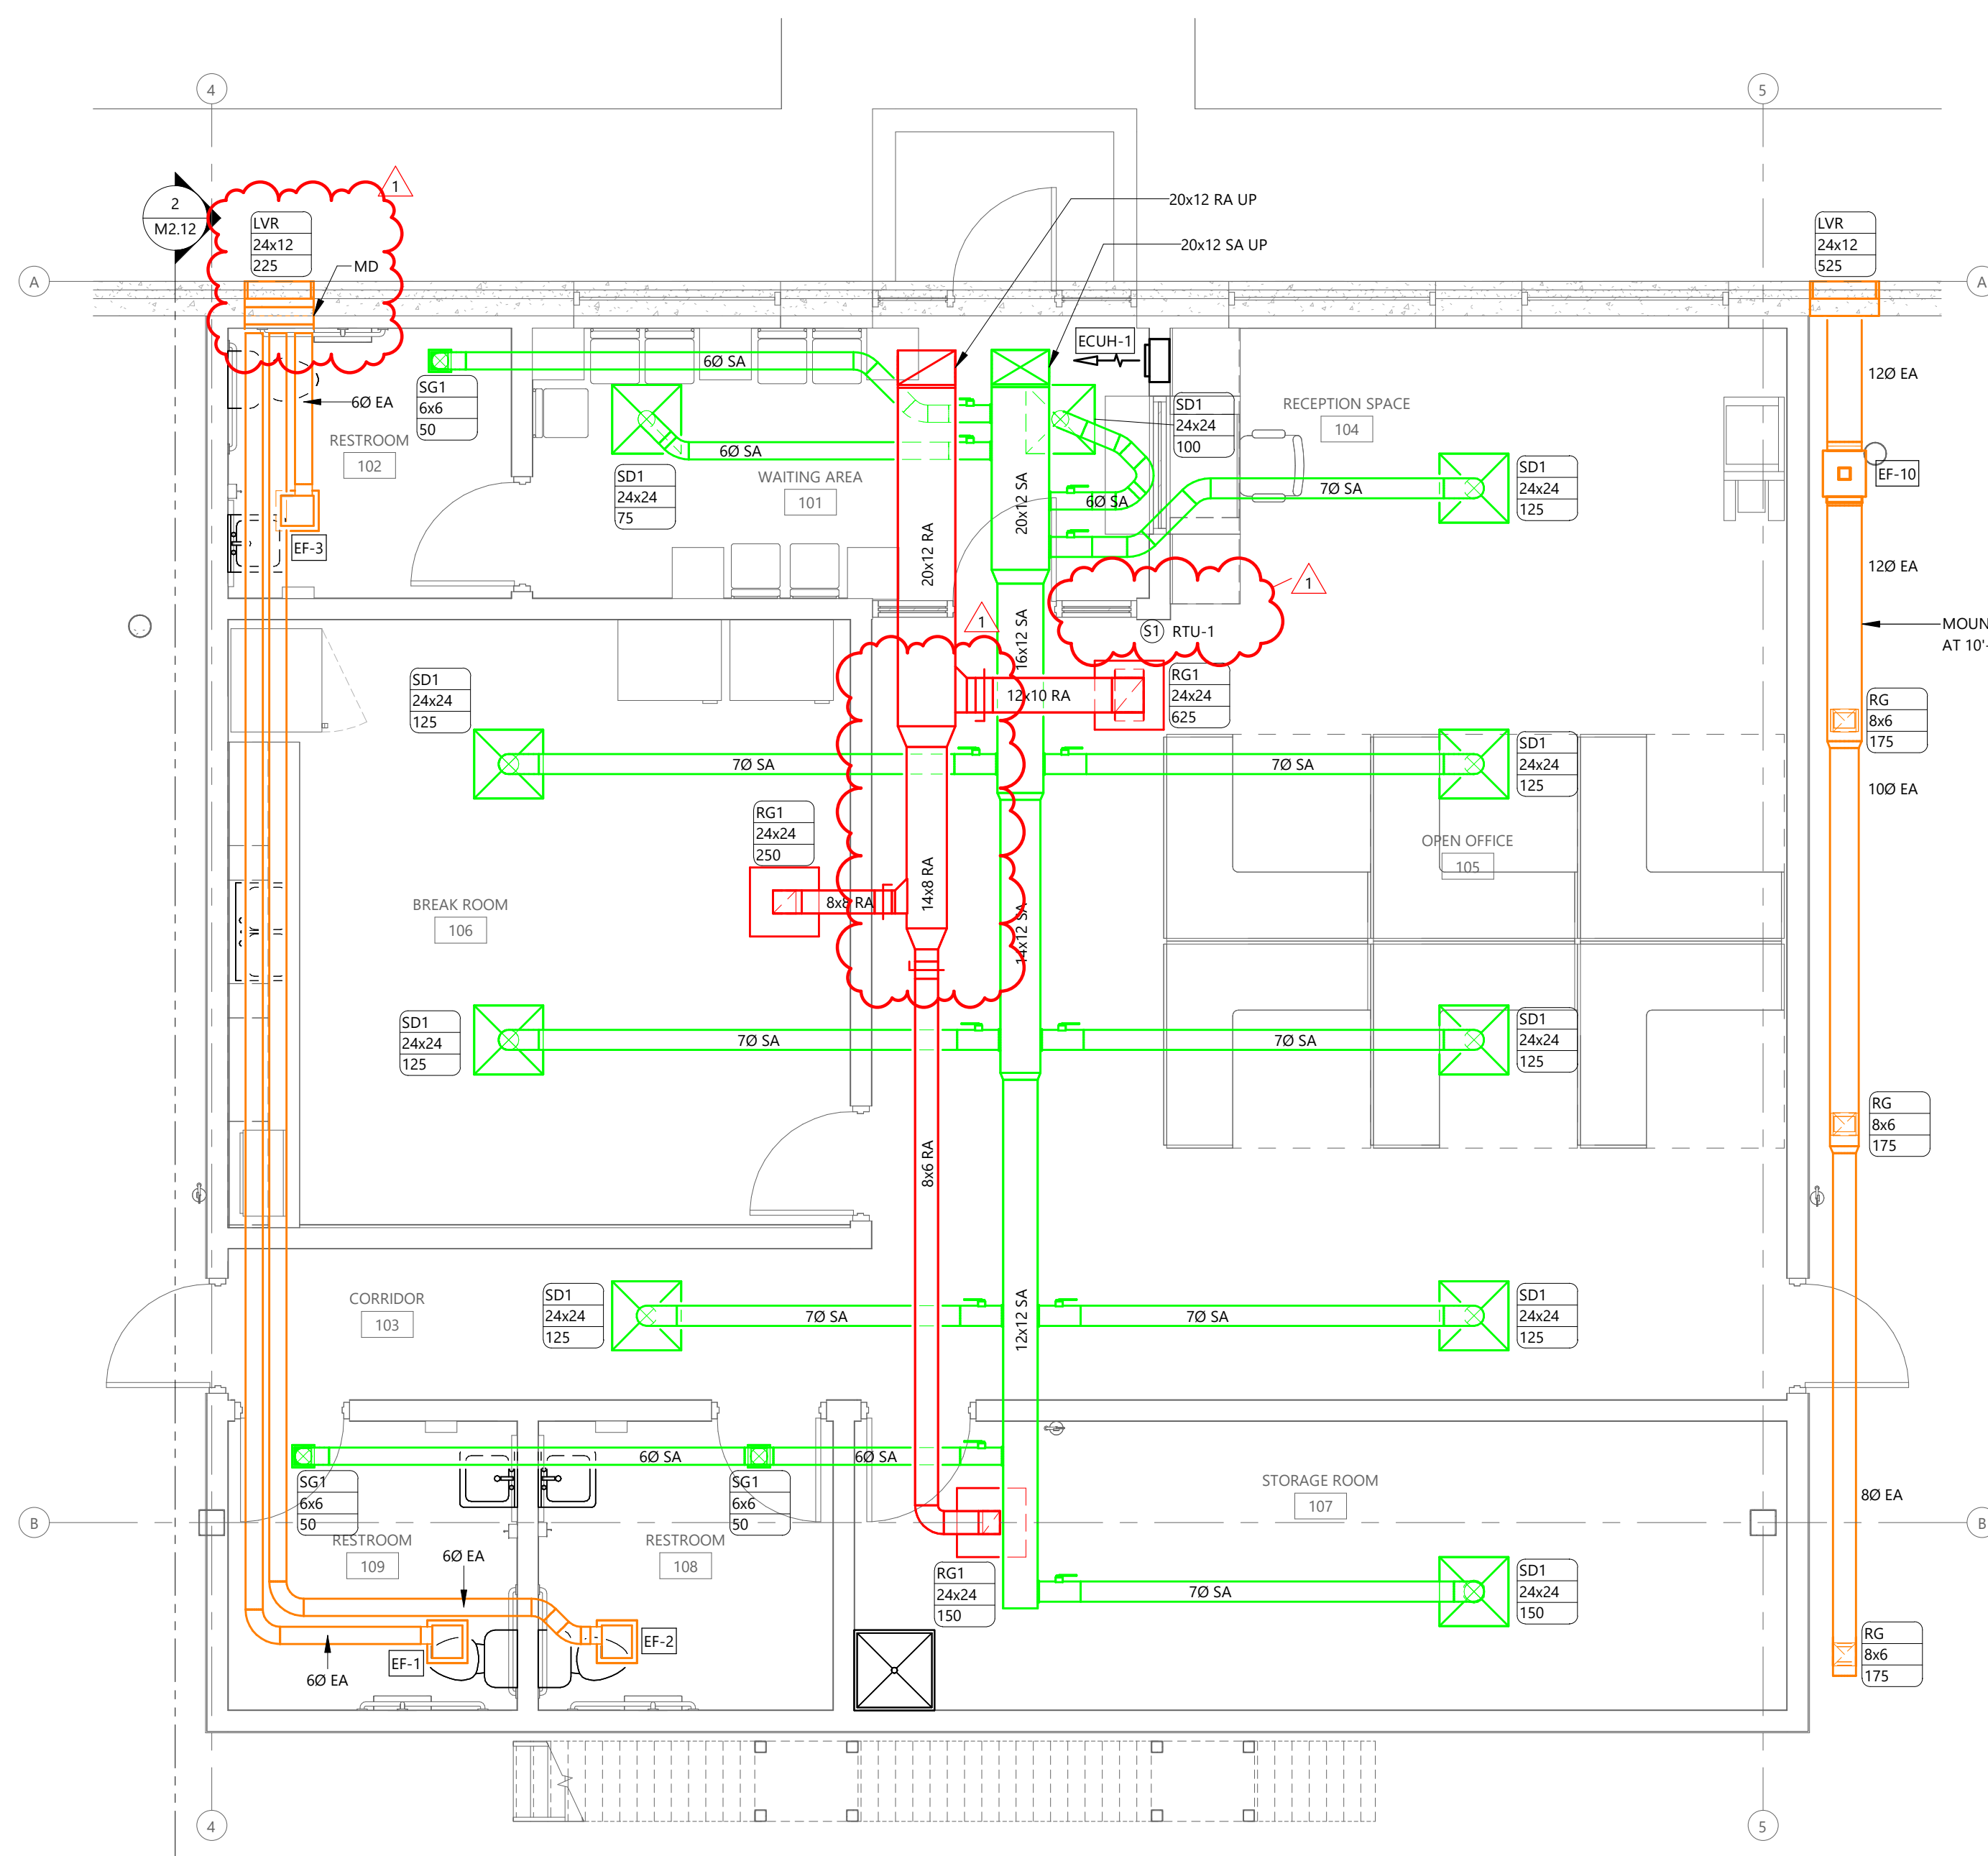 4
5
1
2
M2.12
LVR
24x12
225
MD
20x12 RA UP
20x12 SA UP
LVR
24x12
525
A
A
ECUH-1
6Ø SA
SG1
6x6
50
6Ø EA
RESTROOM
102
SD1
24x24
100
RECEPTION SPACE
104
12Ø EA
6Ø SA
WAITING AREA
101
SD1
24x24
75
20x12 RA
20x12 SA
6Ø SA
7Ø SA
SD1
24x24
125
EF-10
EF-3
12Ø EA
1
1
S1
RTU-1
16x12 SA
MOUN
AT 10'-
SD1
24x24
125
12x10 RA
RG1
24x24
625
RG
8x6
175
7Ø SA
7Ø SA
SD1
24x24
125
10Ø EA
RG1
24x24
250
OPEN OFFICE
105
BREAK ROOM
106
8x8 RA
14x8 RA
14x12 SA
SD1
24x24
125
7Ø SA
7Ø SA
SD1
24x24
125
RG
8x6
175
8x6 RA
CORRIDOR
103
SD1
24x24
125
7Ø SA
12x12 SA
7Ø SA
SD1
24x24
125
6Ø SA
6Ø SA
SG1
6x6
50
SG1
6x6
50
STORAGE ROOM
107
8Ø EA
B
B
RESTROOM
109
RESTROOM
108
6Ø EA
RG1
24x24
150
7Ø SA
SD1
24x24
150
EF-1
EF-2
6Ø EA
RG
8x6
175
4
5